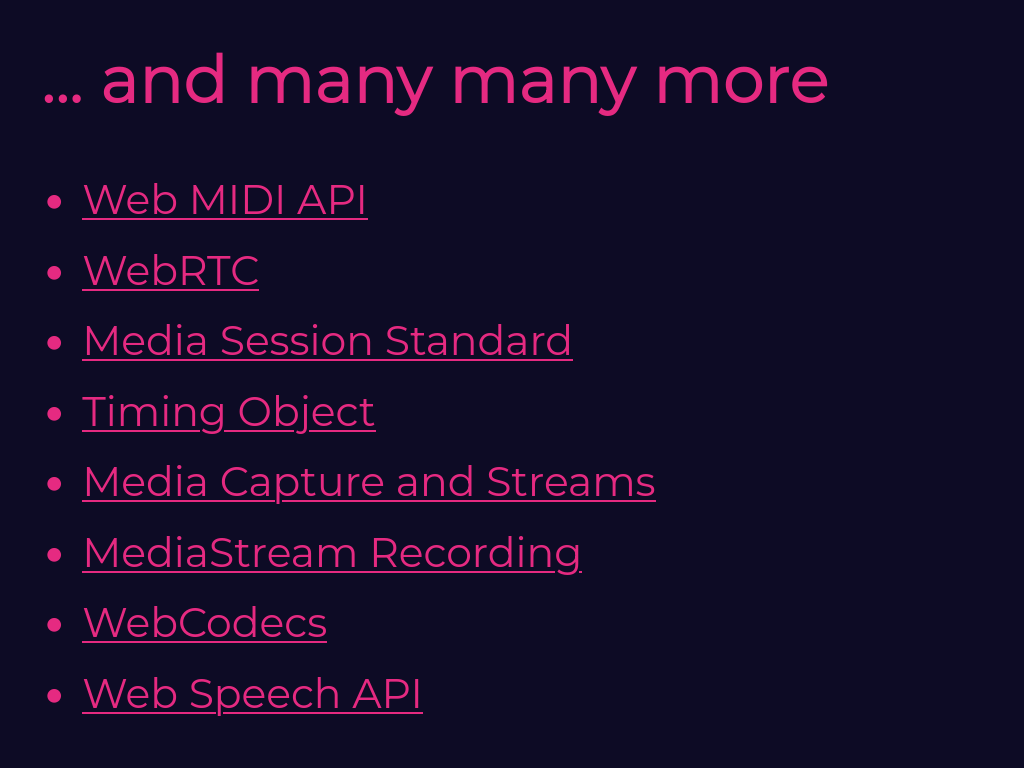 ... and many many more
• Web MIDI API
• WebRTC
• Media Session Standard
• Timing Object
• Media Capture and Streams
• MediaStream Recording
• WebCodecs
• Web Speech API